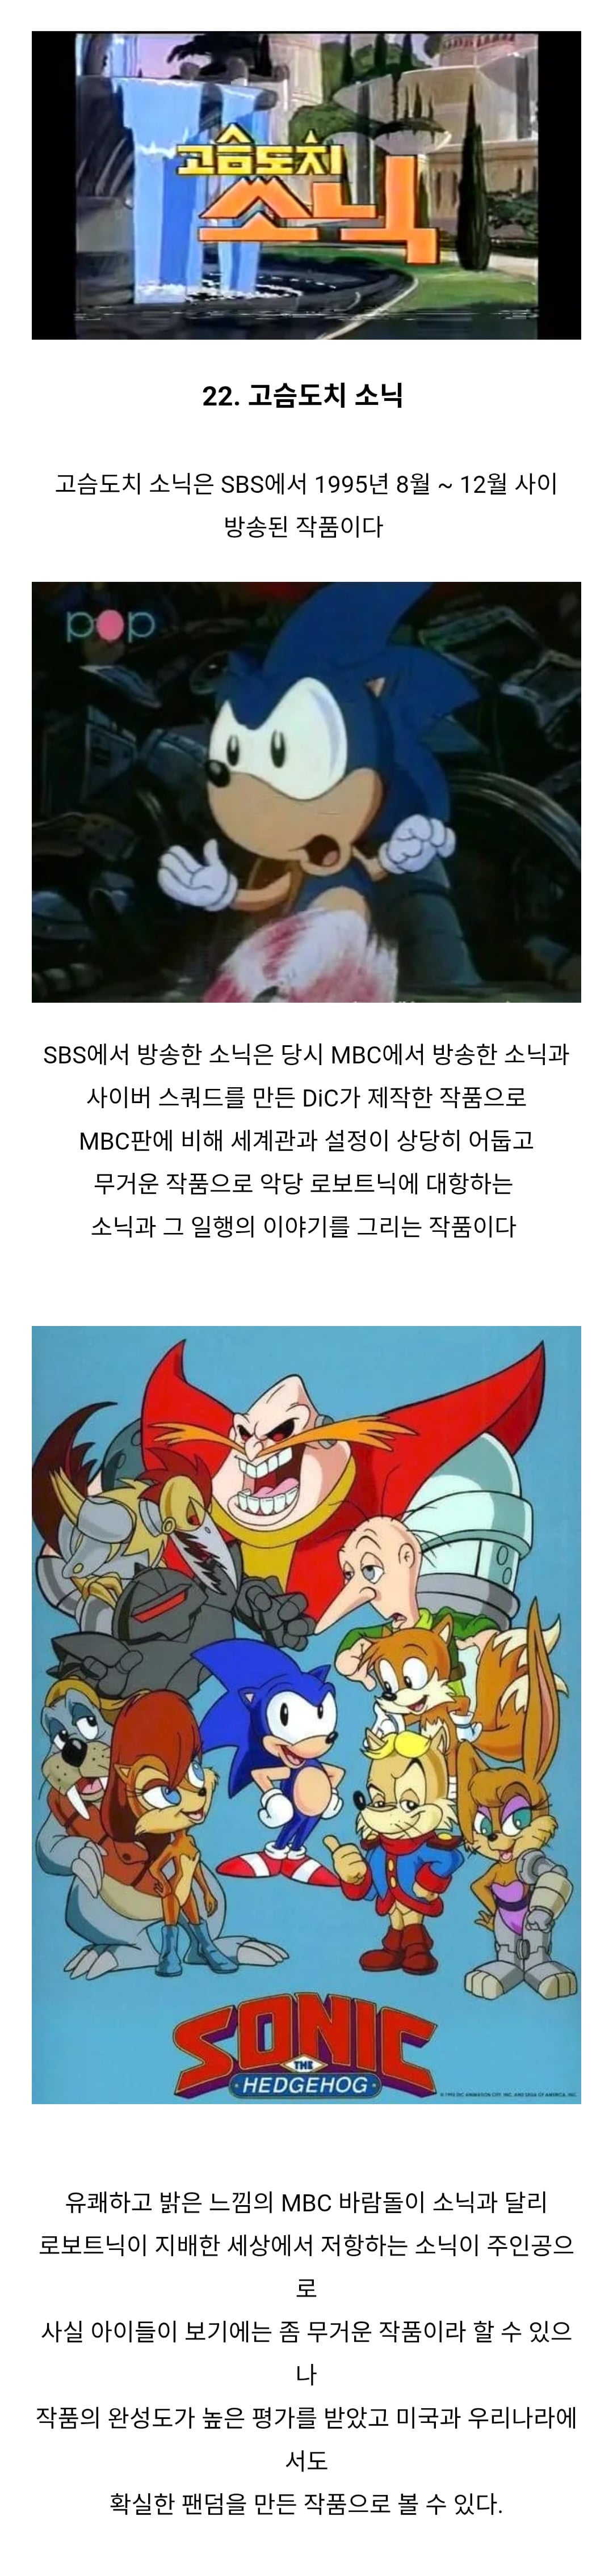 고슴도치
소닉
22. 고슴도치 소닉
고슴도치 소닉은 SBS에서 1995년 8월 ~ 12월 사이
방송된 작품이다
pop
SBS에서 방송한 소닉은 당시 MBC에서 방송한 소닉과
사이버 스쿼드를 만든 DiC가 제작한 작품으로
MBC판에 비해 세계관과 설정이 상당히 어둡고
무거운 작품으로 악당 로보트닉에 대항하는
소닉과 그 일행의 이야기를 그리는 작품이다
SONIC
THE
HEDGEHOG
유쾌하고 밝은 느낌의 MBC 바람돌이 소닉과 달리
로보트닉이 지배한 세상에서 저항하는 소닉이 주인공으
로
사실 아이들이 보기에는 좀 무거운 작품이라 할 수 있으
나
작품의 완성도가 높은 평가를 받았고 미국과 우리나라에
서도
확실한 팬덤을 만든 작품으로 볼 수 있다.